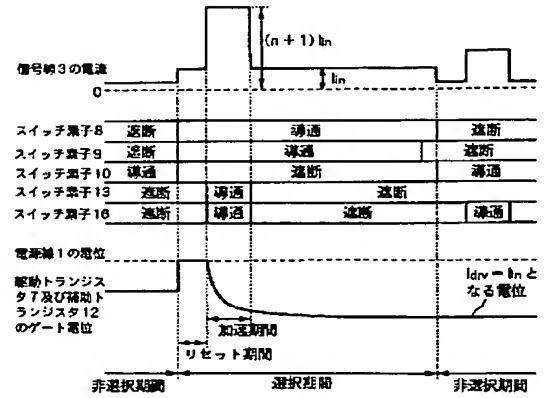 (n + 1) Iin
信号線3の電流
Iin
0
スイッチ素子8 遮断 導通 遮断
スイッチ素子9 遮断 導通 遮断
スイッチ素子10 導通 遮断 導通
スイッチ素子13 遮断 導通 遮断
スイッチ素子16 遮断 導通 遮断 導通
電源線1の電位
駆動トランジス
タ7及び補助ト
ランジスタ12
のゲート電位
Idrv = Iin と
なる電位
加速期間
リセット期間
非選択期間 選択期間 非選択期間